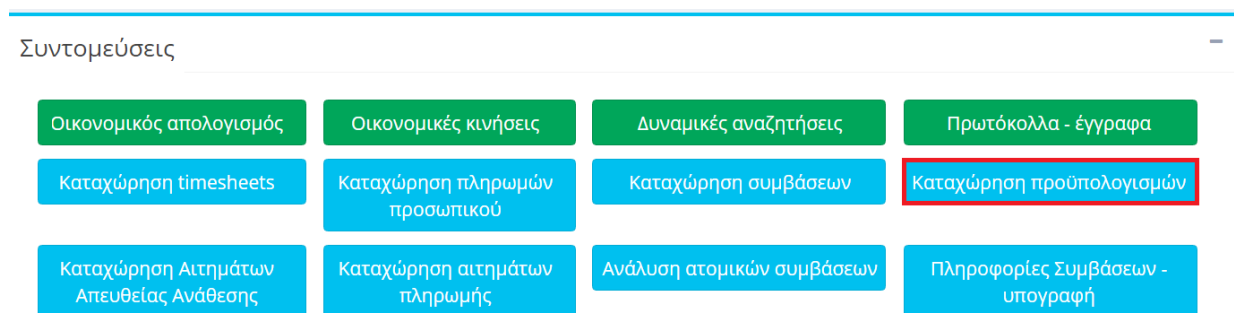 Συντομεύσεις
Οικονομικός απολογισμός
Οικονομικές κινήσεις
Δυναμικές αναζητήσεις
Πρωτόκολλα - έγγραφα
Καταχώρηση timesheets
Καταχώρηση πληρωμών
προσωπικού
Καταχώρηση συμβάσεων
Καταχώρηση προϋπολογισμών
Καταχώρηση Αιτημάτων
Απευθείας Ανάθεσης
Καταχώρηση αιτημάτων
πληρωμής
Ανάλυση ατομικών συμβάσεων
Πληροφορίες Συμβάσεων -
υπογραφή